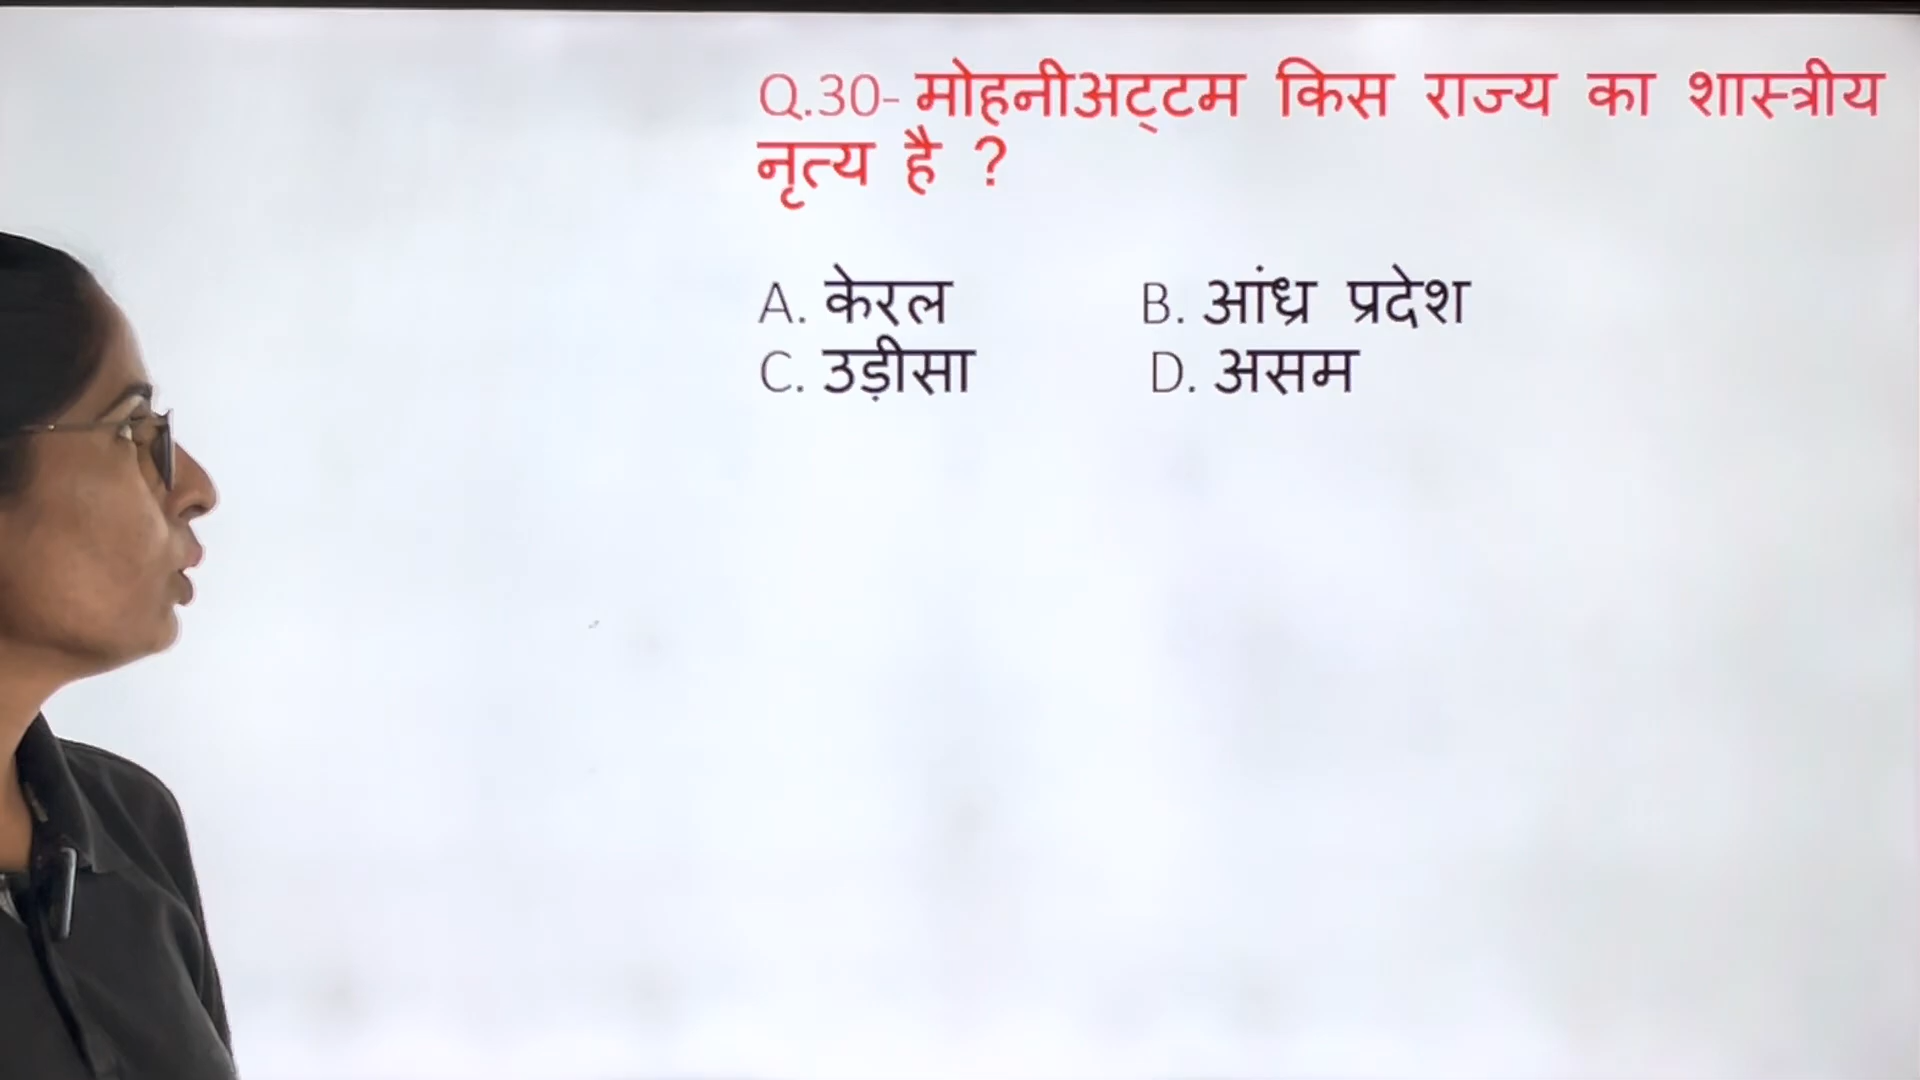 Q.30- मोहनीअट्टम किस राज्य का शास्त्रीय
नृत्य है ?
A. केरल B. आंध्र प्रदेश
C. उड़ीसा D. असम